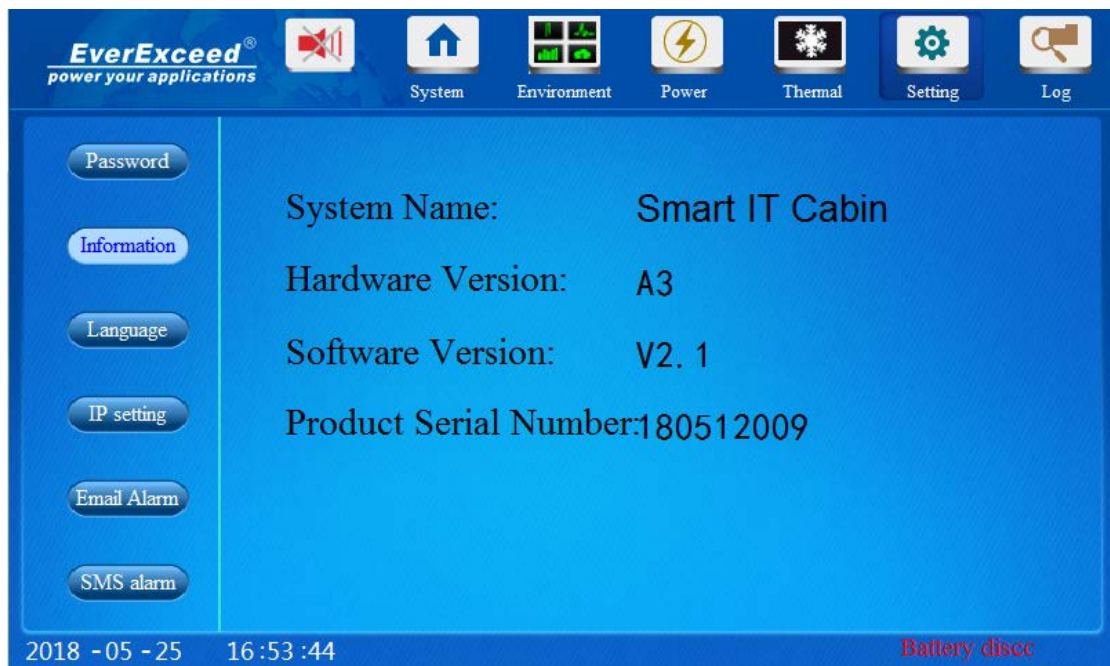 EverExceed®
power your applications
System
Environment
Power
Thermal
Setting
Log
Password
Information
Language
IP setting
Email Alarm
SMS alarm
System Name: Smart IT Cabin
Hardware Version: A3
Software Version: V2.1
Product Serial Number:180512009
2018 -05 -25 16:53:44
Battery discc